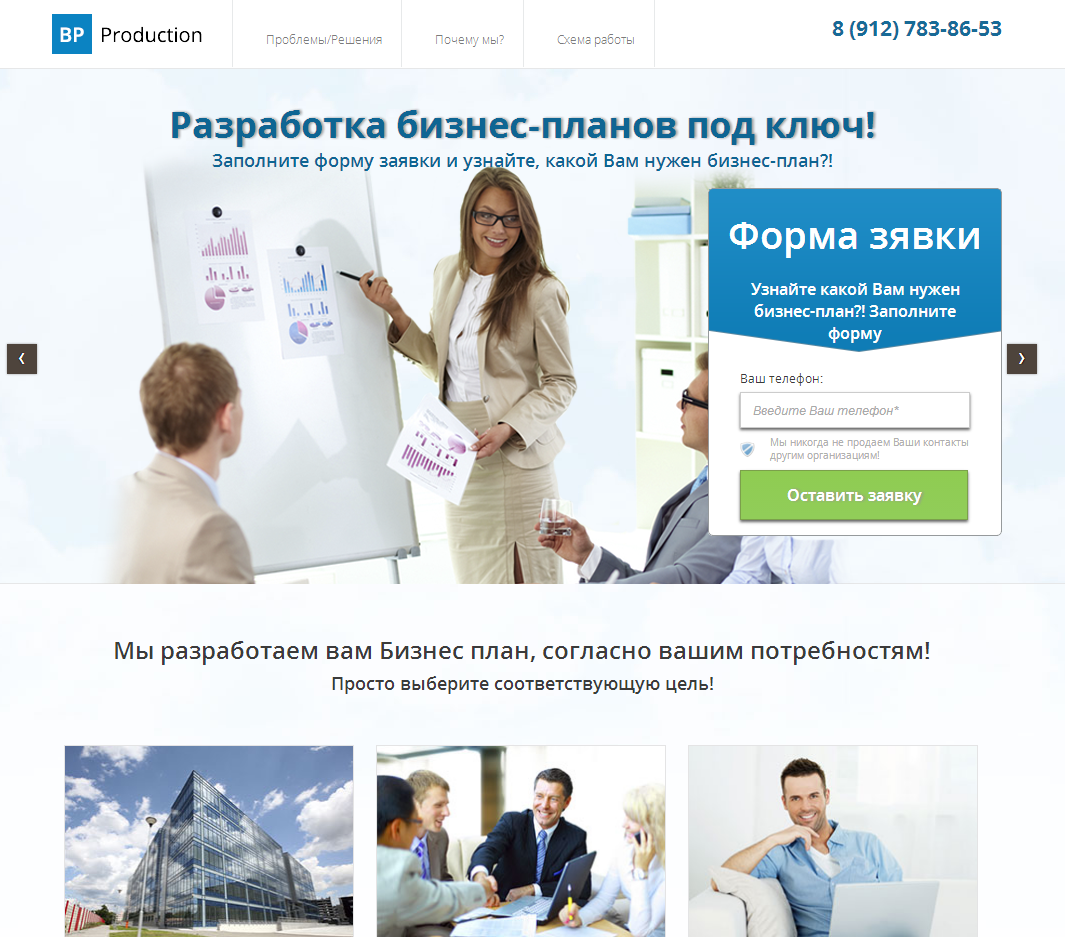 BP Production
Проблемы/Решения
Почему мы?
Схема работы
8 (912) 783-86-53
Разработка бизнес-планов под ключ!
Заполните форму заявки и узнайте, какой Вам нужен бизнес-план?!
Форма зявки
Узнайте какой Вам нужен
бизнес-план?! Заполните
форму
Ваш телефон:
Введите Ваш телефон*
Мы никогда не продаем Ваши контакты
другим организациям!
Оставить заявку
Мы разработаем вам Бизнес план, согласно вашим потребностям!
Просто выберите соответствующую цель!